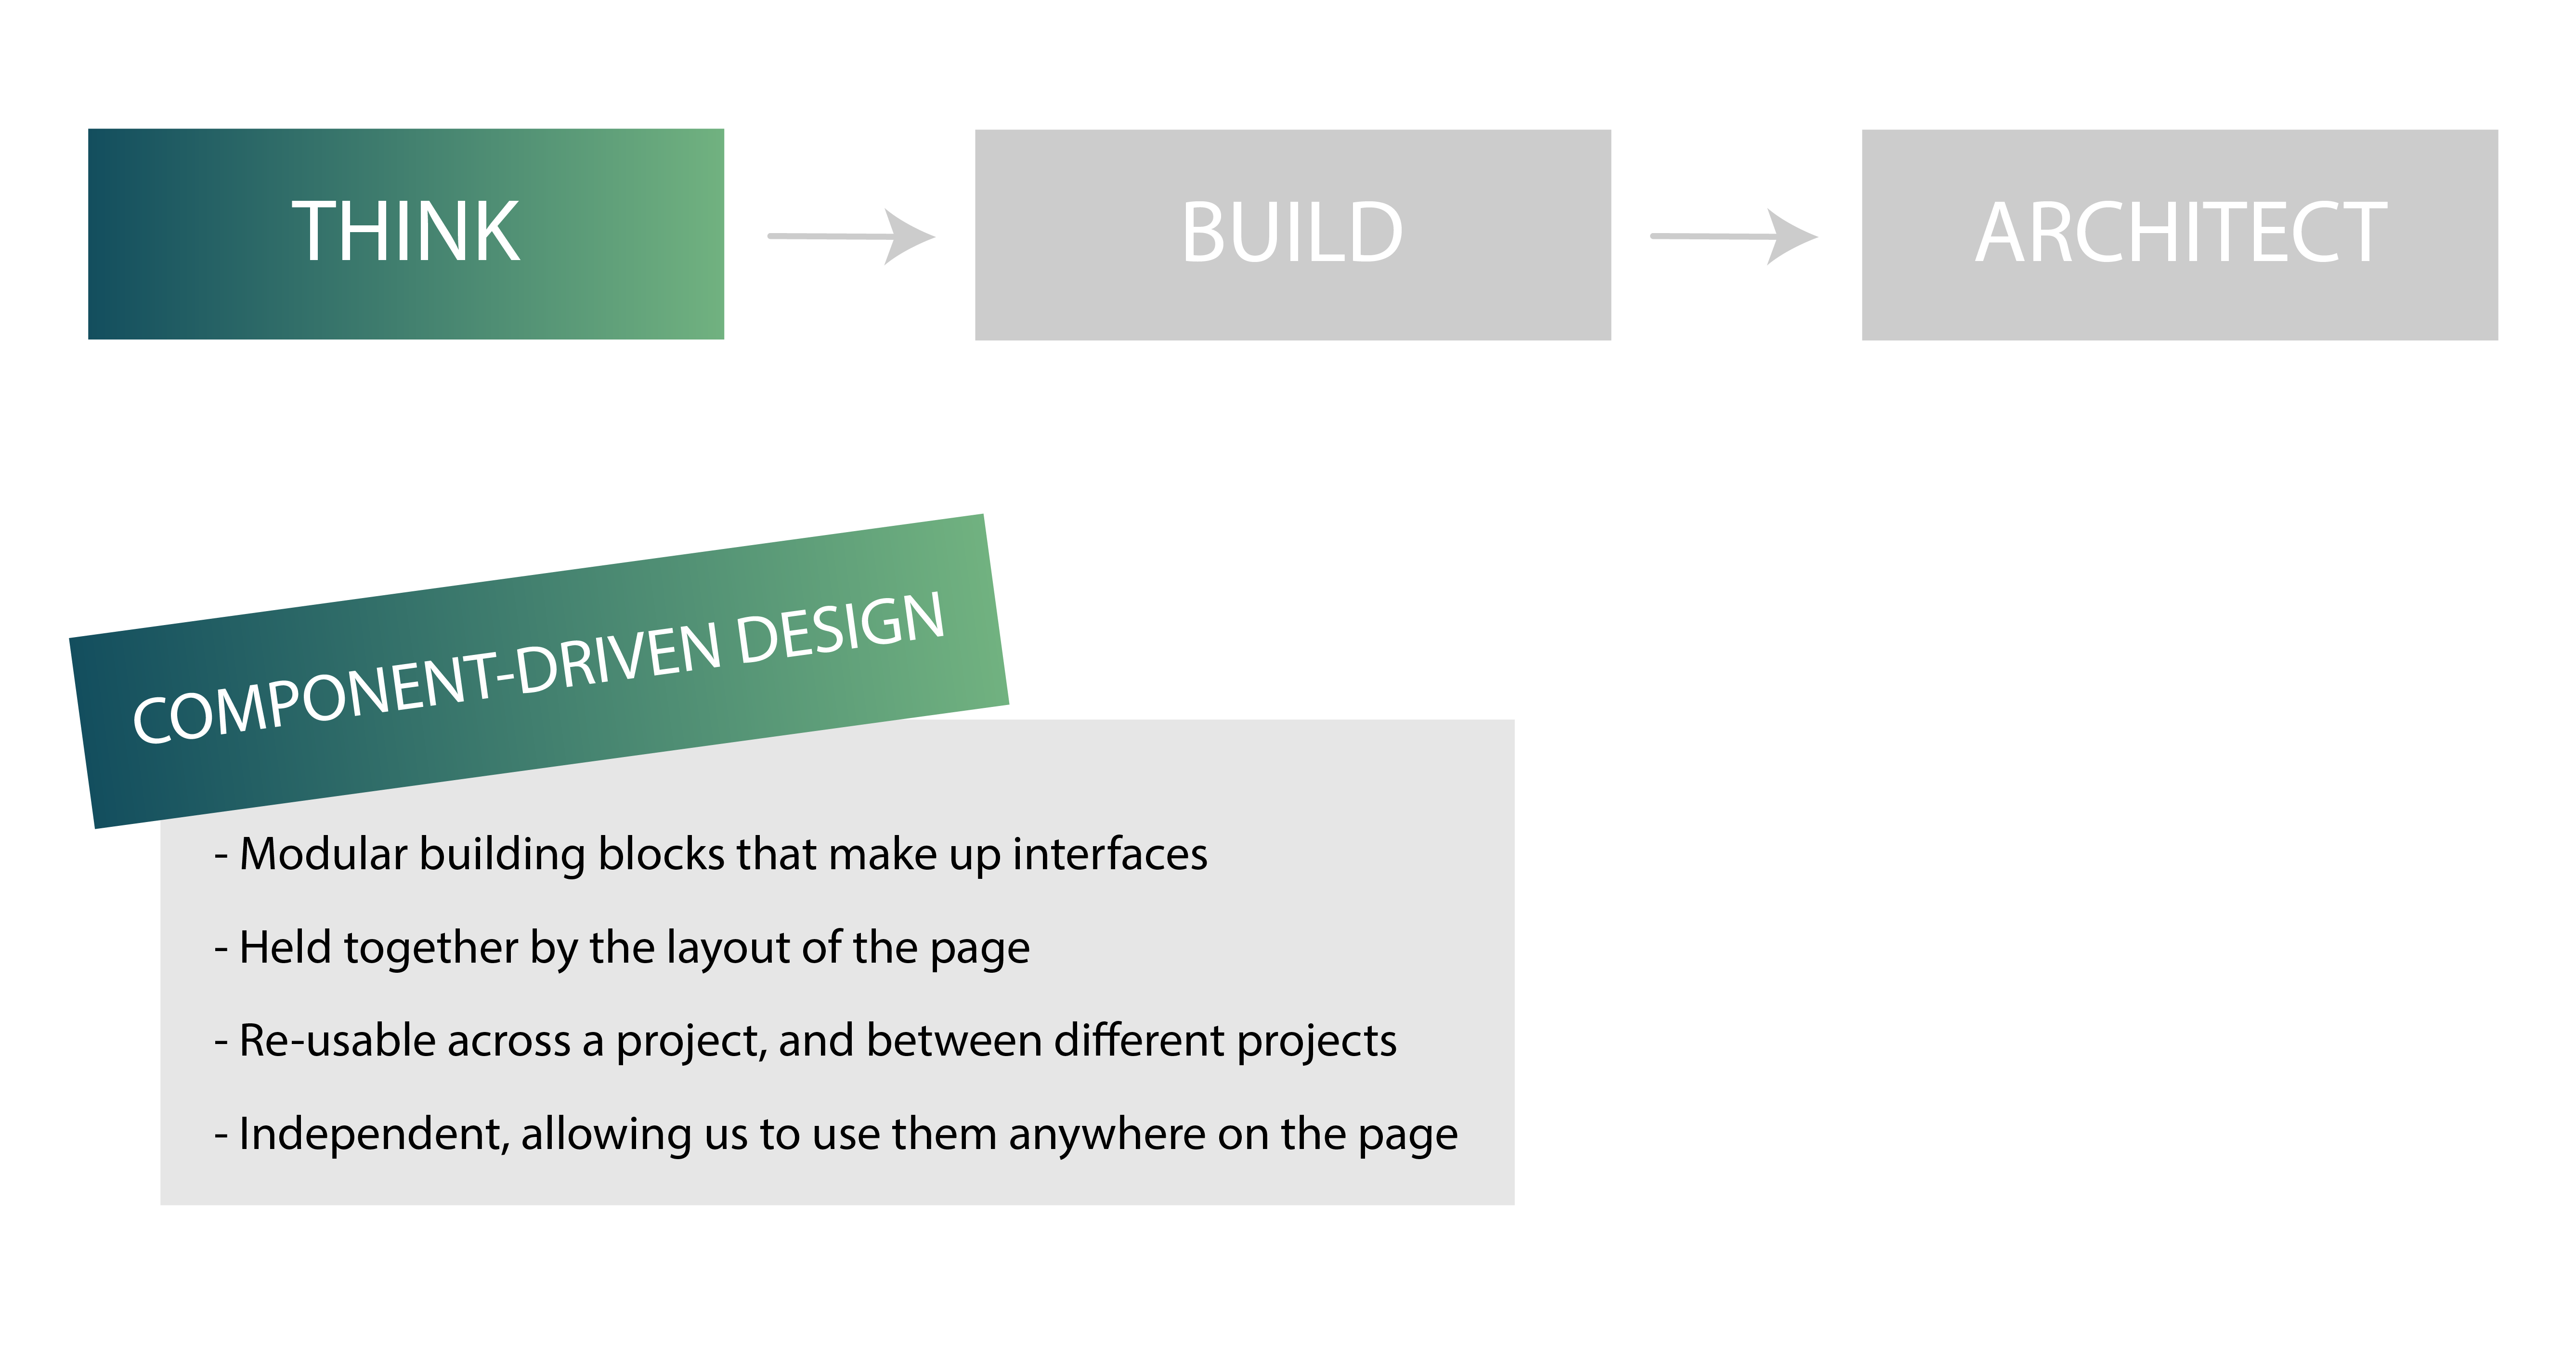 THINK
BUILD
ARCHITECT
COMPONENT-DRIVEN DESIGN
- Modular building blocks that make up interfaces
- Held together by the layout of the page
- Re-usable across a project, and between different projects
- Independent, allowing us to use them anywhere on the page